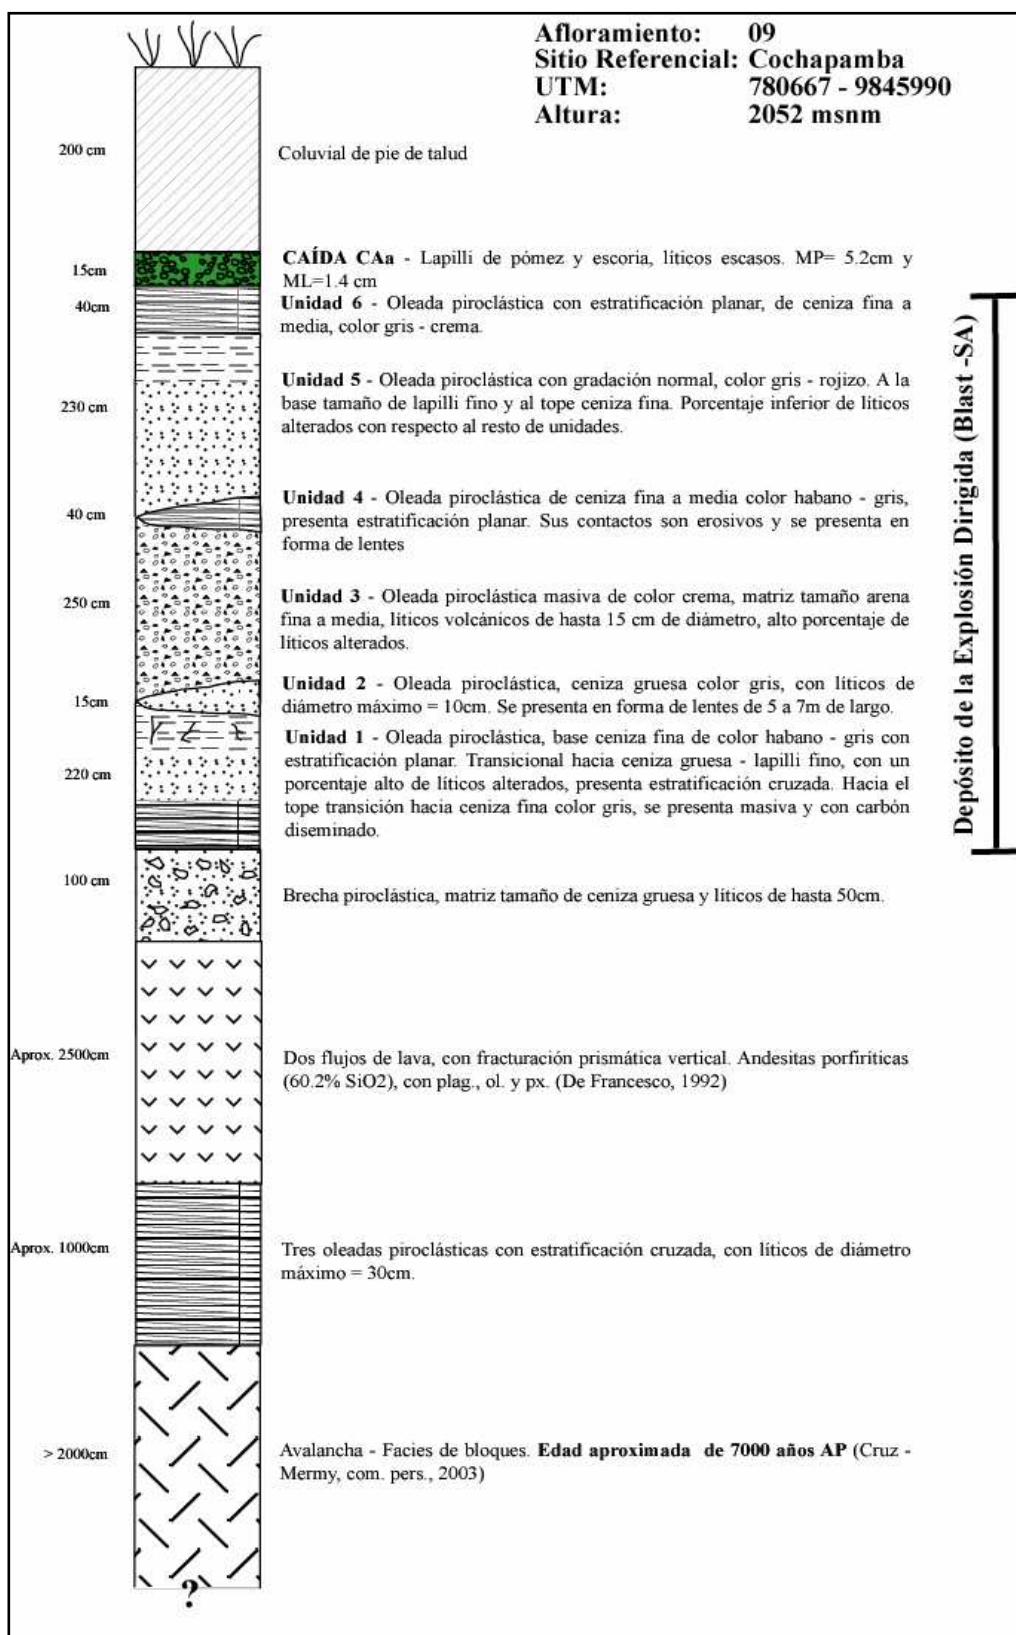 Afloramiento: 09
Sitio Referencial: Cochapamba
UTM: 780667 - 9845990
Altura: 2052 msnm
200 cm
Coluvial de pie de talud
15cm
CAÍDA CAa - Lapilli de pómez y escoria, líticos escasos. MP= 5.2cm y
ML=1.4 cm
40cm
Unidad 6 - Oleada piroclástica con estratificación planar, de ceniza fina a
media, color gris - crema.
230 cm
Unidad 5 - Oleada piroclástica con gradación normal, color gris - rojizo. A la
base tamaño de lapilli fino y al tope ceniza fina. Porcentaje inferior de líticos
alterados con respecto al resto de unidades.
40 cm
Unidad 4 - Oleada piroclástica de ceniza fina a media color habano - gris,
presenta estratificación planar. Sus contactos son erosivos y se presenta en
forma de lentes
250 cm
Unidad 3 - Oleada piroclástica masiva de color crema, matriz tamaño arena
fina a media, líticos volcánicos de hasta 15 cm de diámetro, alto porcentaje de
líticos alterados.
15cm
Unidad 2 - Oleada piroclástica, ceniza gruesa color gris, con líticos de
diámetro máximo = 10cm. Se presenta en forma de lentes de 5 a 7m de largo.
220 cm
Unidad 1 - Oleada piroclástica, base ceniza fina de color habano - gris con
estratificación planar. Transicional hacia ceniza gruesa - lapilli fino, con un
porcentaje alto de líticos alterados, presenta estratificación cruzada. Hacia el
tope transición hacia ceniza fina color gris, se presenta masiva y con carbón
diseminado.
Depósito de la Explosión Dirigida (Blast -SA)
100 cm
Brecha piroclástica, matriz tamaño de ceniza gruesa y líticos de hasta 50cm.
Aprox. 2500cm
Dos flujos de lava, con fracturación prismática vertical. Andesitas porfiríticas
(60.2% SiO2), con plag., ol. y px. (De Francesco, 1992)
Aprox. 1000cm
Tres oleadas piroclásticas con estratificación cruzada, con líticos de diámetro
máximo = 30cm.
> 2000cm
Avalancha - Facies de bloques. Edad aproximada de 7000 años AP (Cruz -
Mermy, com. pers., 2003)
?